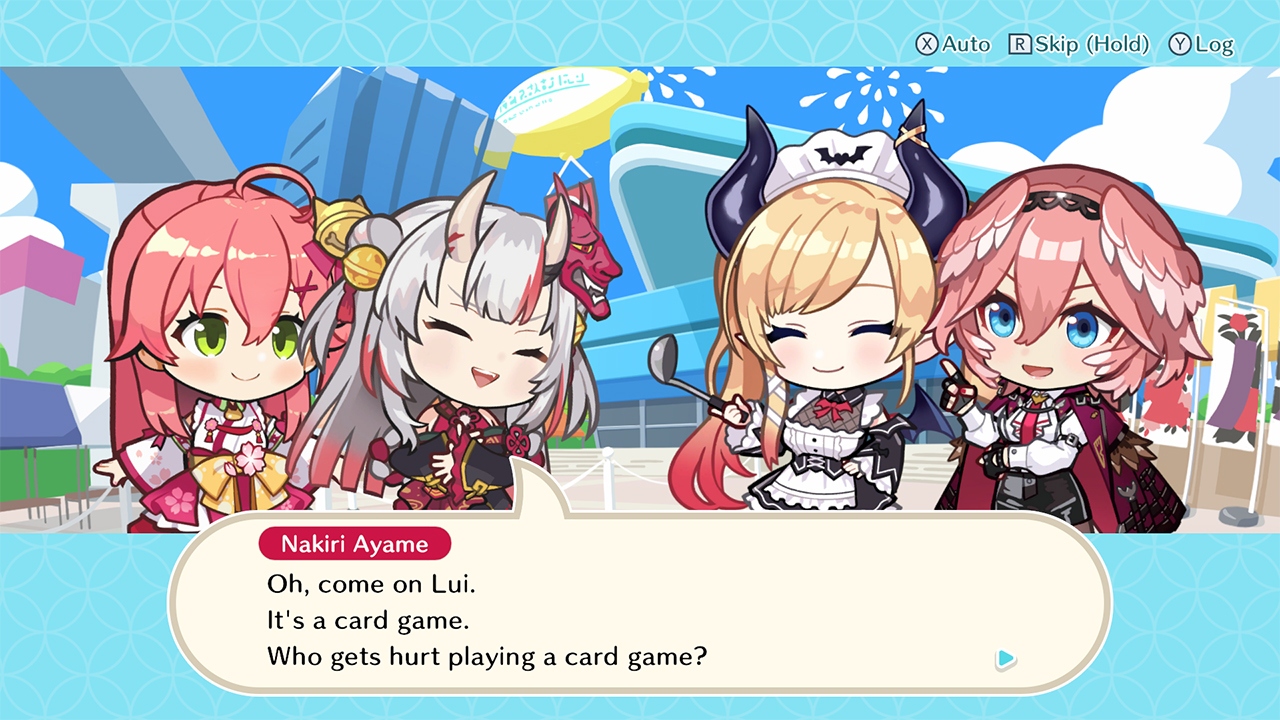 X Auto R Skip (Hold) Y Log
Nakiri Ayame
Oh, come on Lui.
It's a card game.
Who gets hurt playing a card game?